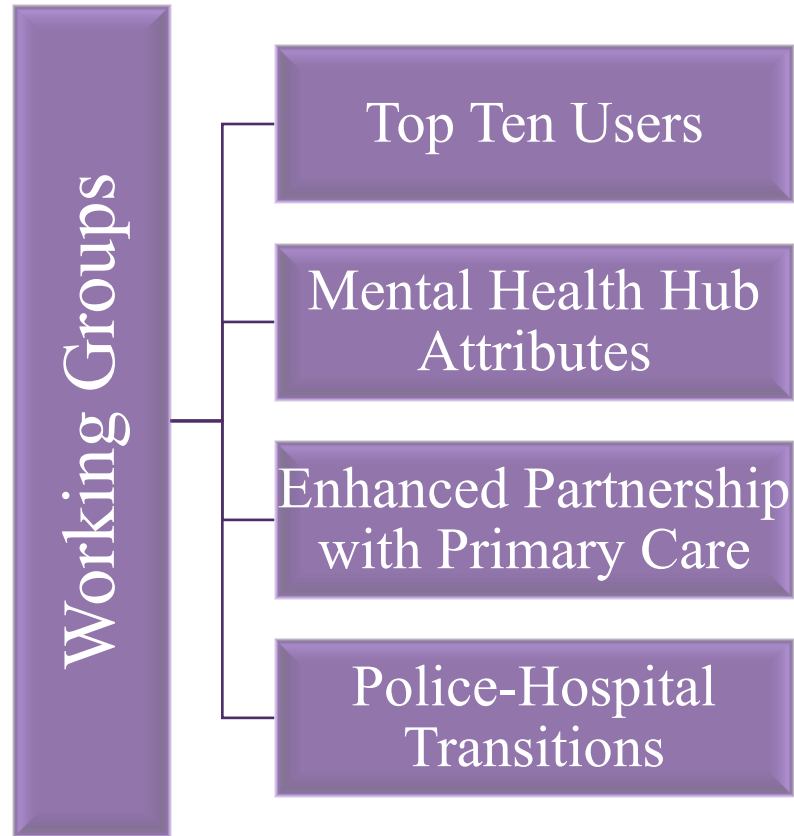 Working Groups
Top Ten Users
Mental Health Hub
Attributes
Enhanced Partnership
with Primary Care
Police-Hospital
Transitions